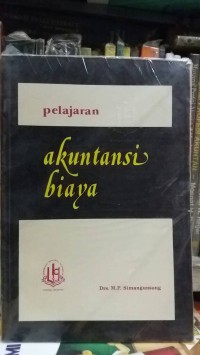 pelajaran
akuntansi
biaya
Drs. M.P. Simangunsong